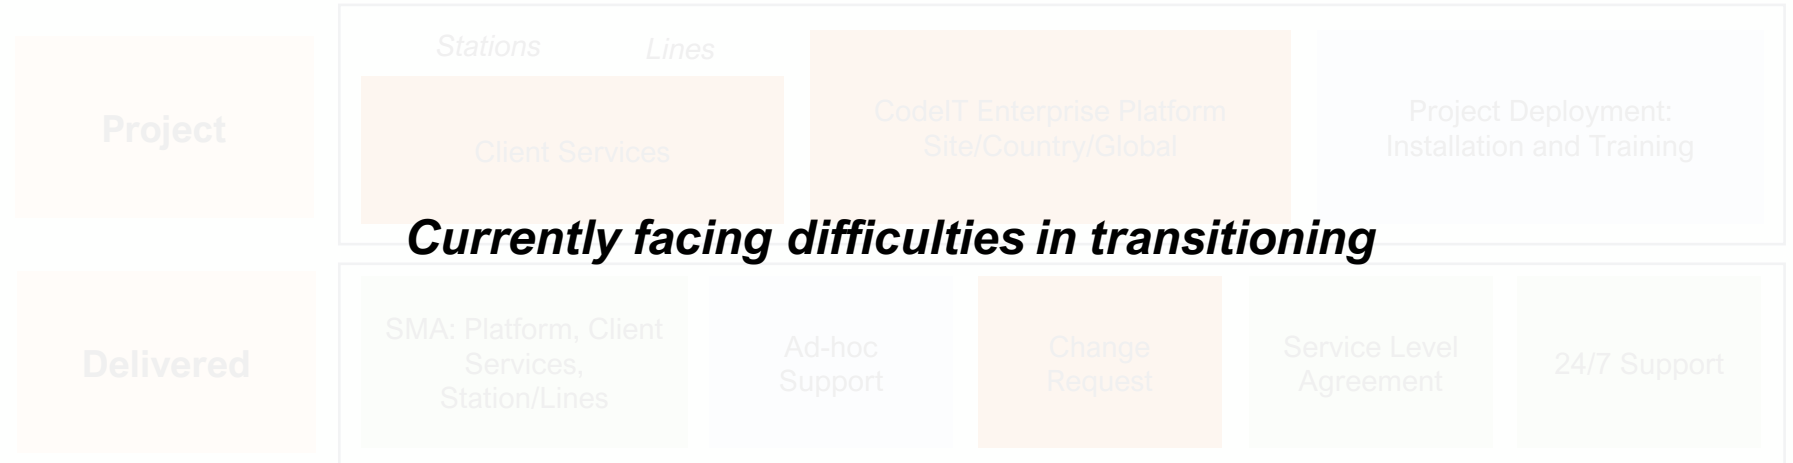 Stations
Lines
Project
Client Services
CodeIT Enterprise Platform
Site/Country/Global
Project Deployment:
Installation and Training
Currently facing difficulties in transitioning
Delivered
SMA: Platform, Client
Services,
Station/Lines
Ad-hoc
Support
Change
Request
Service Level
Agreement
24/7 Support